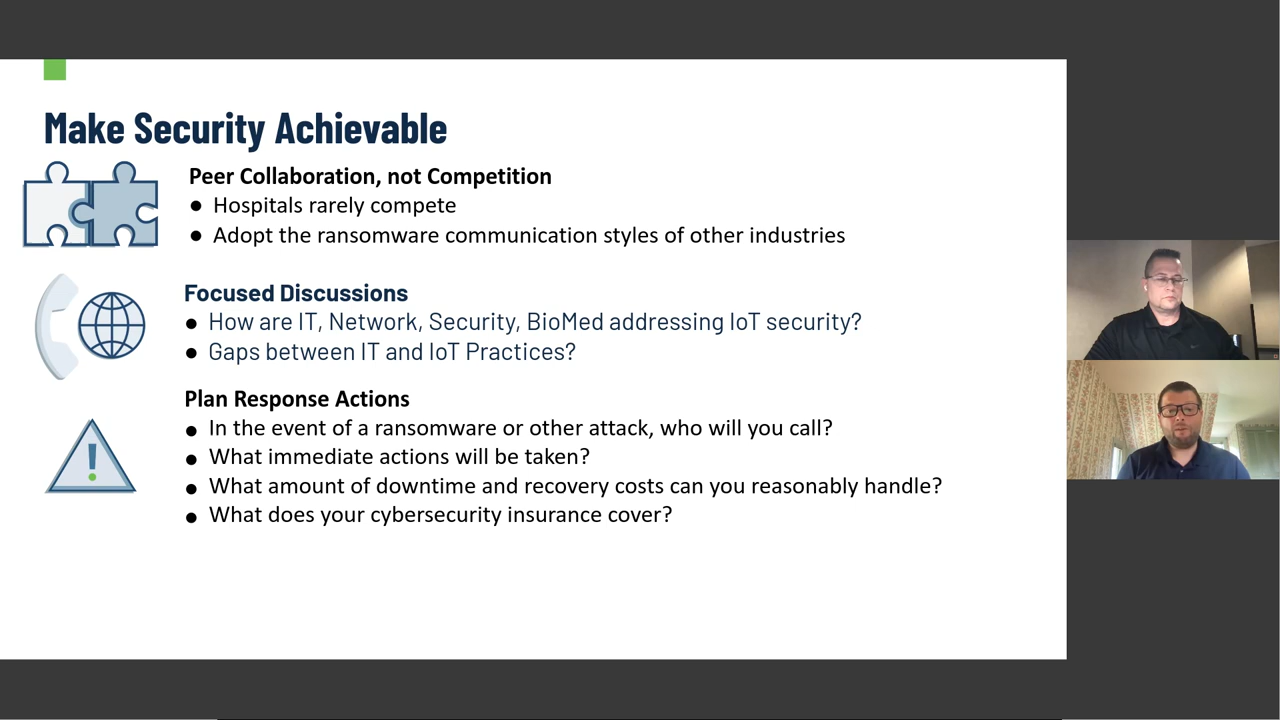 Make Security Achievable
Peer Collaboration, not Competition
● Hospitals rarely compete
● Adopt the ransomware communication styles of other industries
Focused Discussions
● How are IT, Network, Security, BioMed addressing IoT security?
● Gaps between IT and IoT Practices?
Plan Response Actions
● In the event of a ransomware or other attack, who will you call?
● What immediate actions will be taken?
● What amount of downtime and recovery costs can you reasonably handle?
● What does your cybersecurity insurance cover?